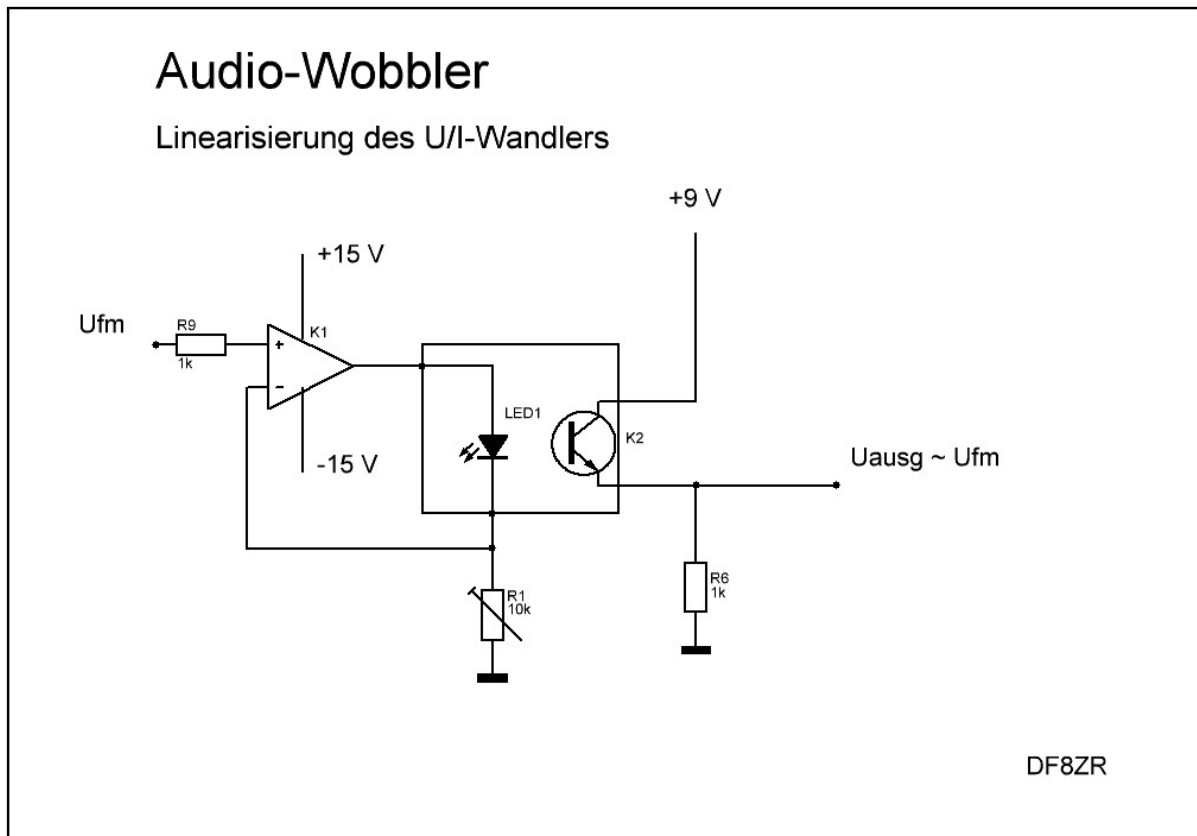 Audio-Wobbler
Linearisierung des U/I-Wandlers
+9 V
+15 V
Ufm
R9
1k
K1
+
-
-15 V
LED1
K2
Uausg ~ Ufm
R1
10k
R6
1k
DF8ZR